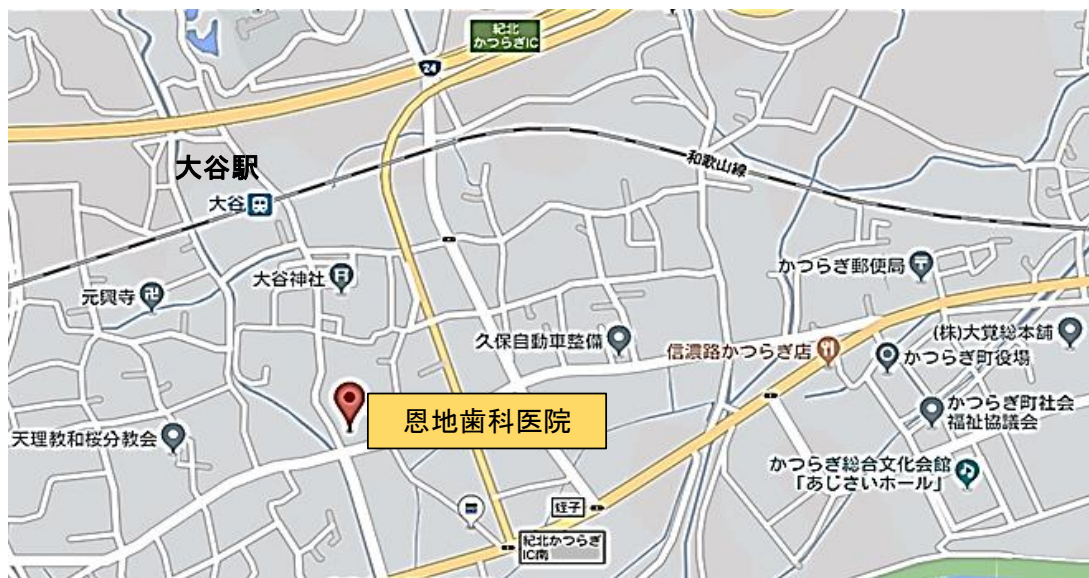 紀北
かつらぎIC
24
和歌山線
大谷駅
大谷
かつらぎ郵便局
大谷神社
元興寺
(株)大覚総本舗
久保自動車整備
信濃路かつらぎ店
かつらぎ町役場
恩地歯科医院
かつらぎ町社会
福祉協議会
天理教和桜分教会
かつらぎ総合文化会館
「あじさいホール」
蛭子
紀北かつらぎ
IC南